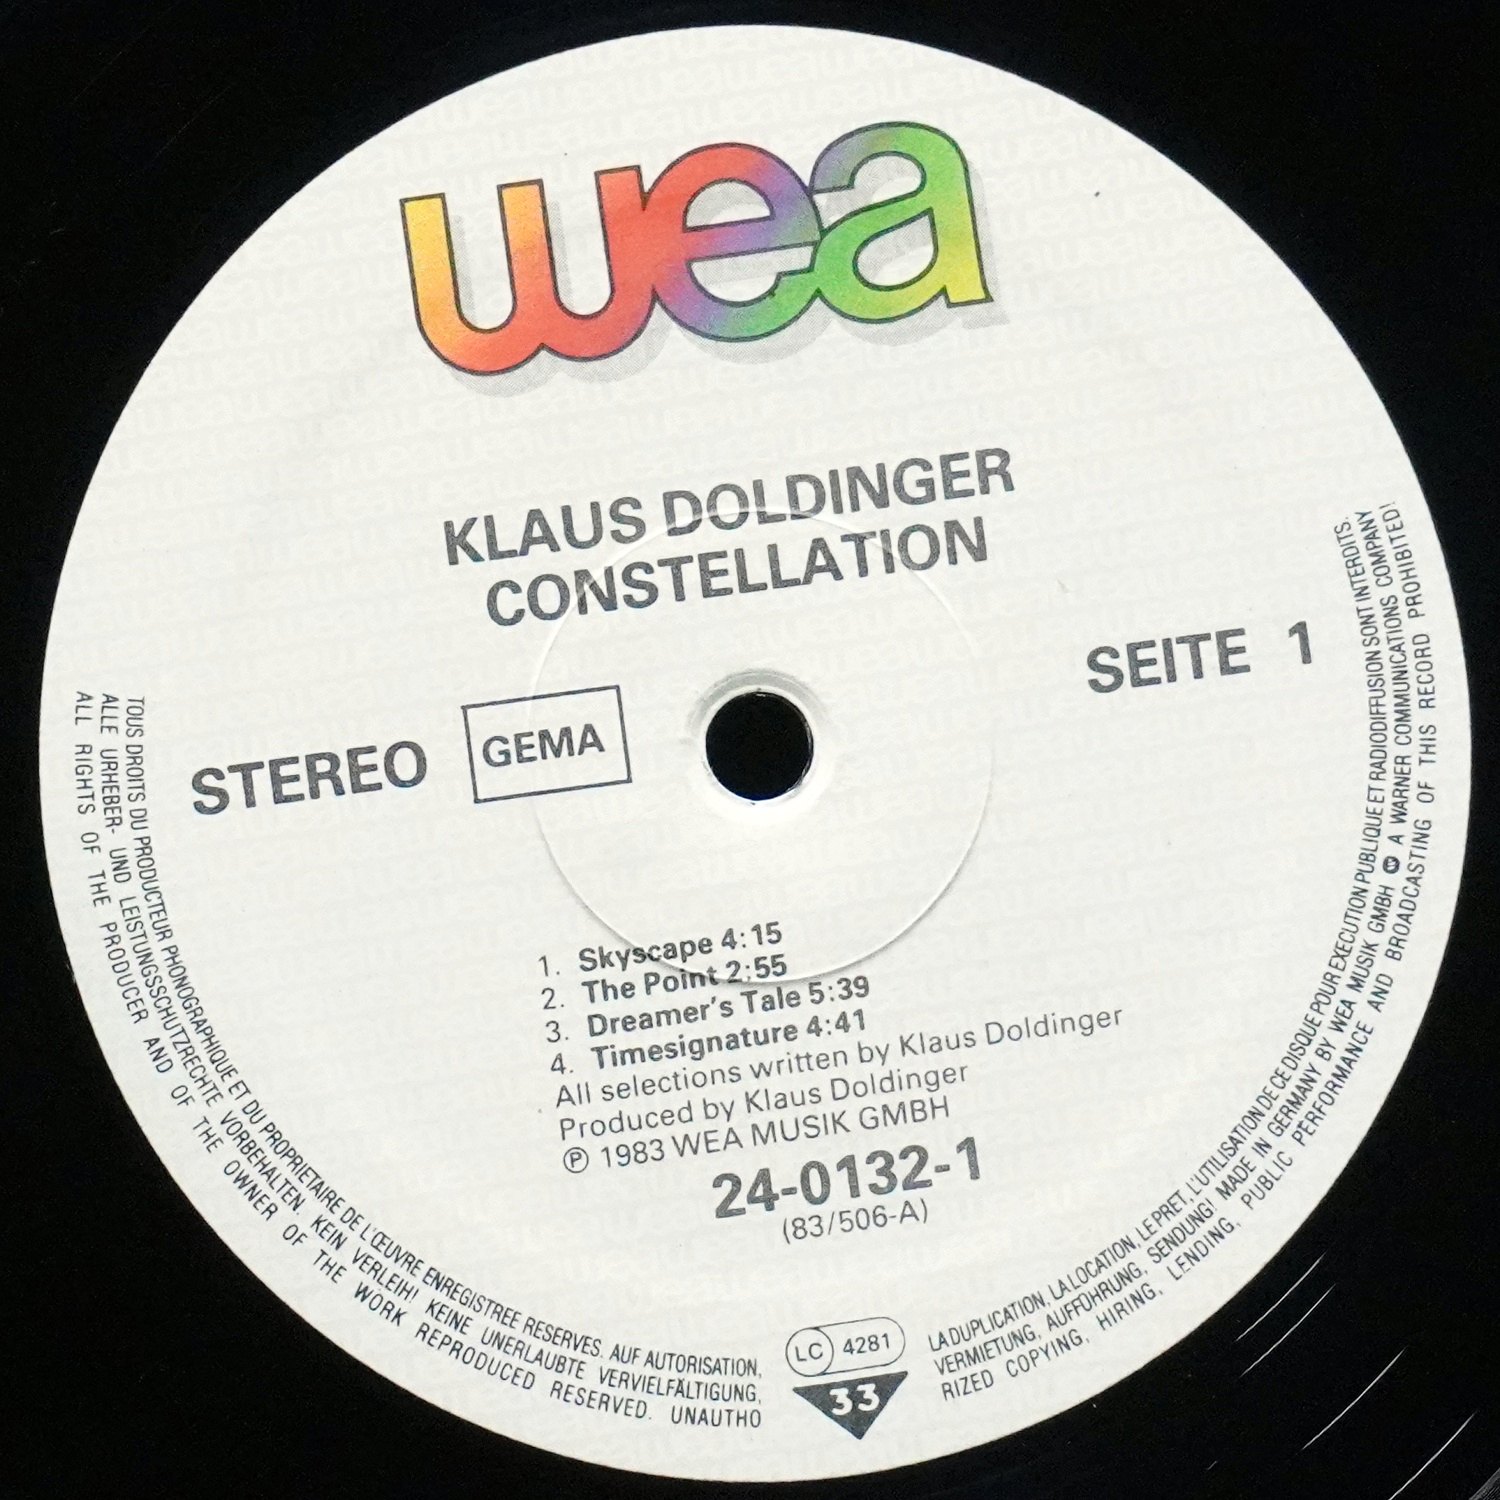 wea
KLAUS DOLDINGER
CONSTELLATION
SEITE 1
STEREO
GEMA
1. Skyscape 4:15
2. The Point 2:55
3. Dreamer's Tale 5:39
4. Timesignature 4:41
All selections written by Klaus Doldinger
Produced by Klaus Doldinger
Ⓟ 1983 WEA MUSIK GMBH
24-0132-1
(83/506-A)
LC 4281
33
TOUS DROITS DU PRODUCTEUR PHONOGRAPHIQUE ET DU PROPRIETAIRE DE L'ŒUVRE ENREGISTREE RESERVES. AUF AUTORISATION, LA DUPLICATION, LA LOCATION, LE PRET, L'UTILISATION DE CE DISQUE POUR EXECUTION PUBLIQUE ET RADIODIFFUSION SONT INTERDITS.
ALLE URHEBER- UND LEISTUNGSSCHUTZRECHTE VORBEHALTEN. KEIN VERLEIH! KEINE UNERLAUBTE VERVIELFÄLTIGUNG, VERMIETUNG, AUFFÜHRUNG, SENDUNG! MADE IN GERMANY BY WEA MUSIK GMBH A WARNER COMMUNICATIONS COMPANY
ALL RIGHTS OF THE PRODUCER AND OF THE OWNER OF THE WORK REPRODUCED RESERVED. UNAUTHORIZED COPYING, HIRING, LENDING, PUBLIC PERFORMANCE AND BROADCASTING OF THIS RECORD PROHIBITED!